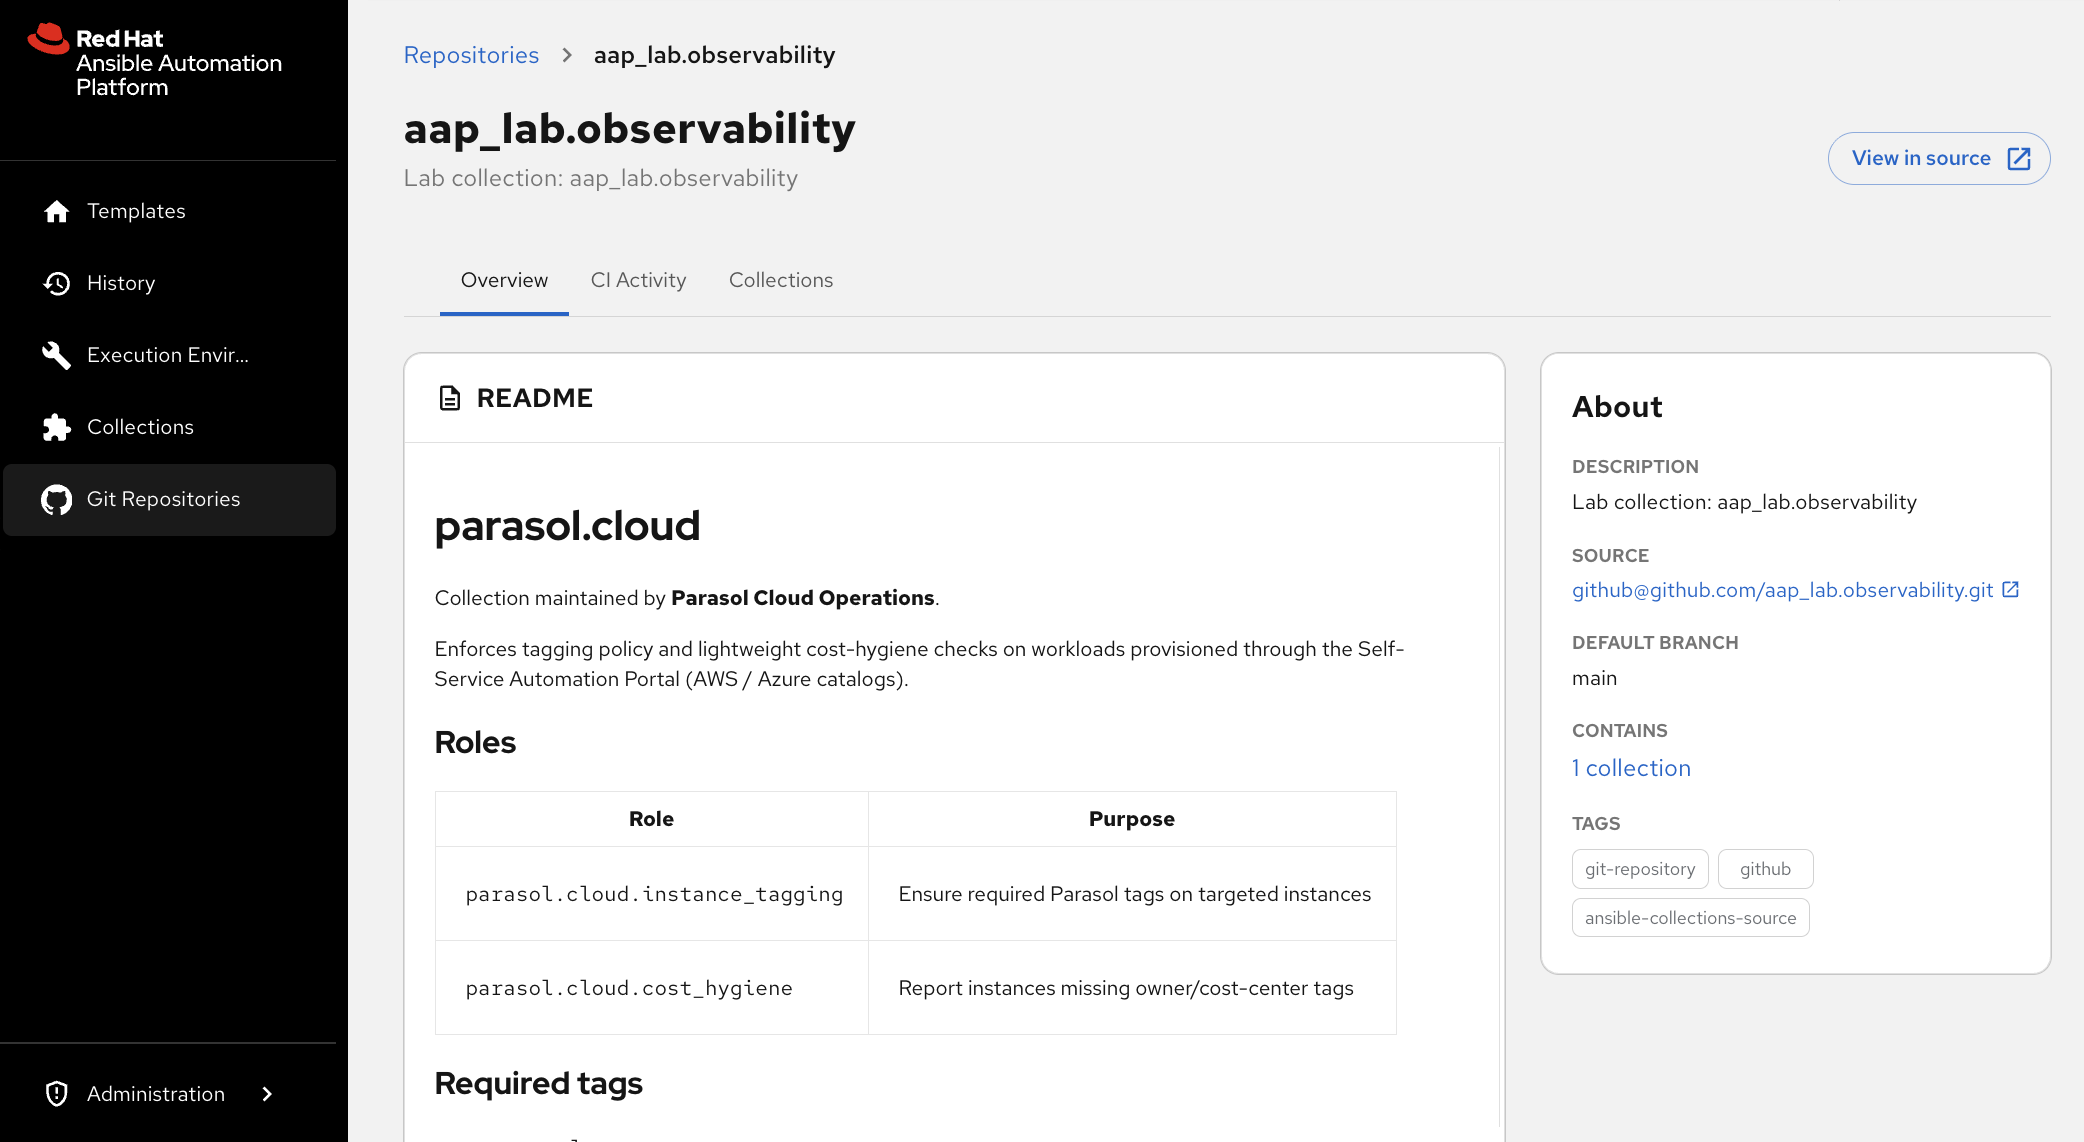 Red Hat
Ansible Automation
Platform
Templates
History
Execution Envir...
Collections
Git Repositories
Administration
Repositories > aap_lab.observability
aap_lab.observability
Lab collection: aap_lab.observability
View in source
Overview CI Activity Collections
README
parasol.cloud
Collection maintained by Parasol Cloud Operations.
Enforces tagging policy and lightweight cost-hygiene checks on workloads provisioned through the Self-
Service Automation Portal (AWS / Azure catalogs).
Roles
Role Purpose
parasol.cloud.instance_tagging Ensure required Parasol tags on targeted instances
parasol.cloud.cost_hygiene Report instances missing owner/cost-center tags
Required tags
About
DESCRIPTION
Lab collection: aap_lab.observability
SOURCE
github@github.com/aap_lab.observability.git
DEFAULT BRANCH
main
CONTAINS
1 collection
TAGS
git-repository github
ansible-collections-source